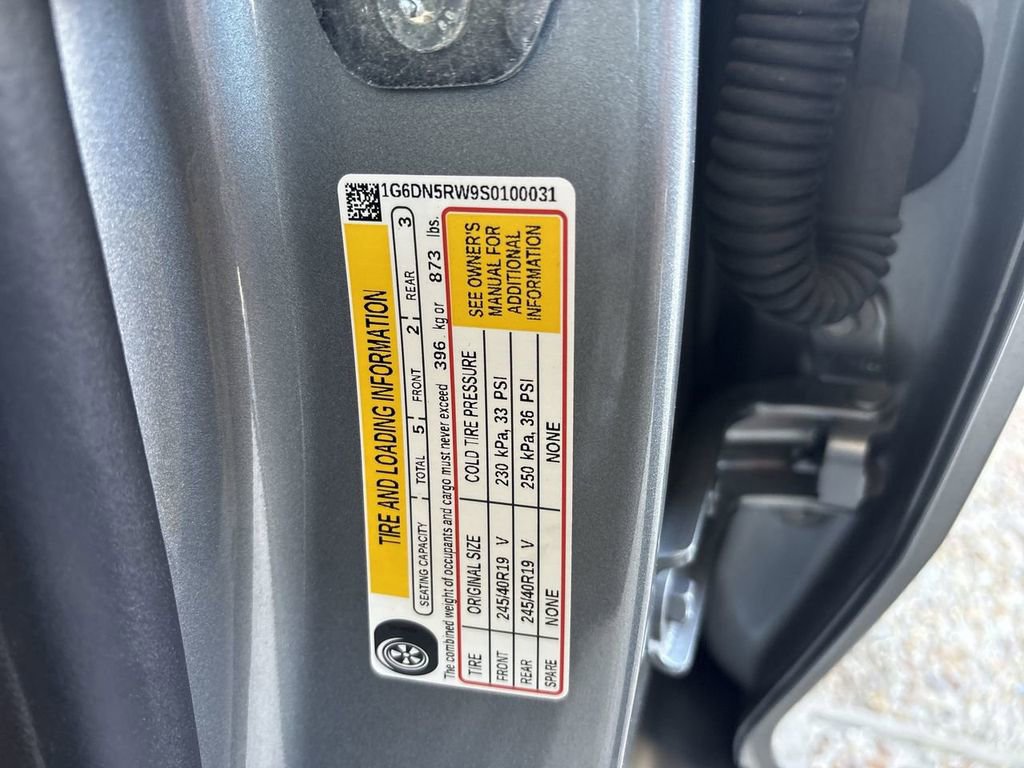 1G6DN5RW9S0100031
TIRE AND LOADING INFORMATION
SEATING CAPACITY TOTAL 5 FRONT 2 REAR 3
The combined weight of occupants and cargo must never exceed 396 kg or 873 lbs.
TIRE ORIGINAL SIZE COLD TIRE PRESSURE
FRONT 245/40R19 V 230 kPa, 33 PSI
REAR 245/40R19 V 250 kPa, 36 PSI
SPARE NONE NONE
SEE OWNER'S
MANUAL FOR
ADDITIONAL
INFORMATION